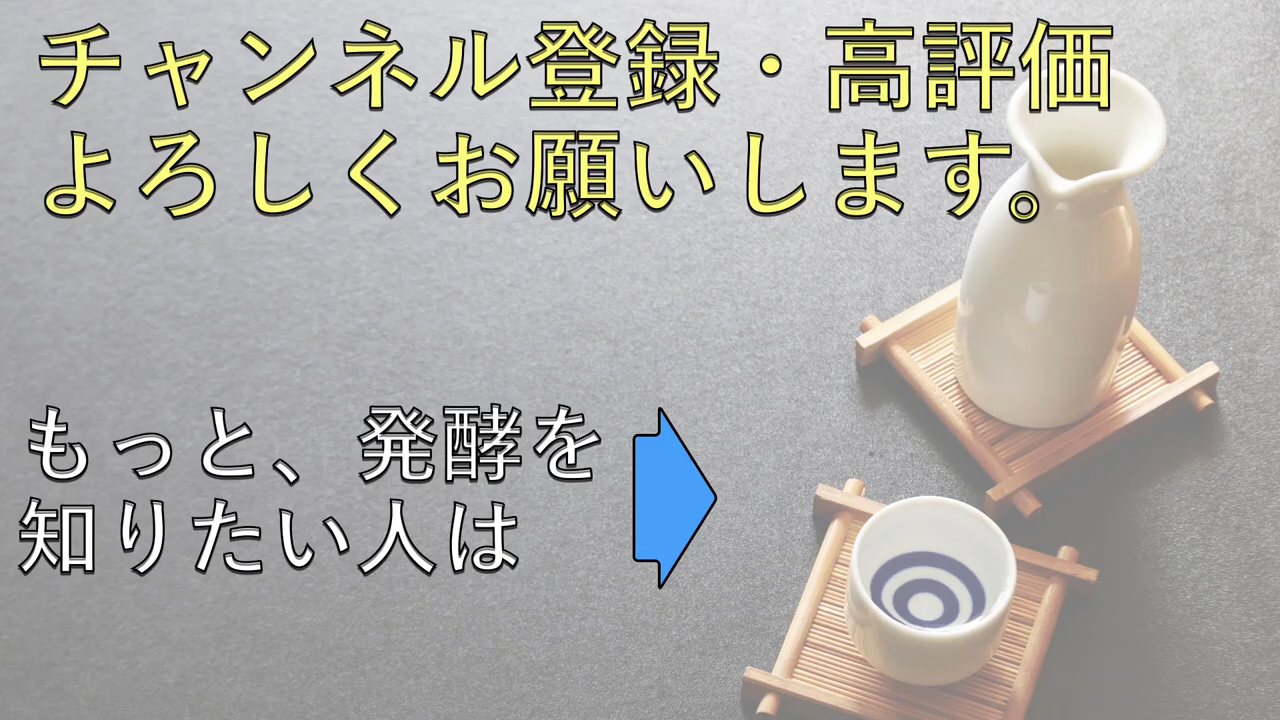 チャンネル登録・高評価
よろしくお願いします。
もっと、発酵を
知りたい人は